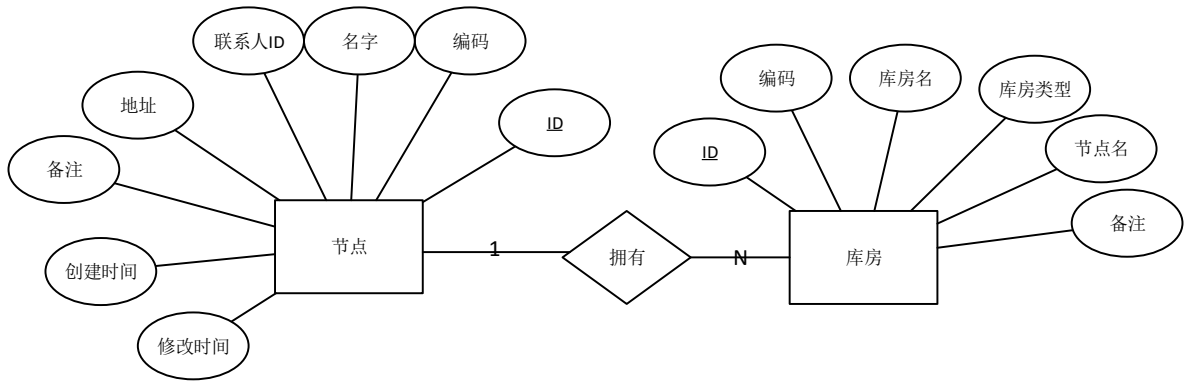 联系人ID
名字
编码
地址
ID
备注
创建时间
修改时间
节点
1
拥有
N
库房
ID
编码
库房名
库房类型
节点名
备注